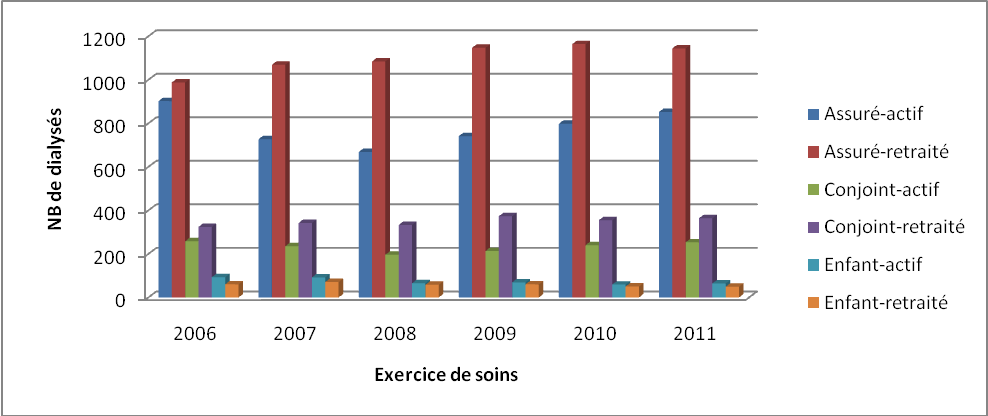 1200
1000
800
600
400
200
0
NB de dialysés
2006 2007 2008 2009 2010 2011
Exercice de soins
Assuré-actif
Assuré-retraité
Conjoint-actif
Conjoint-retraité
Enfant-actif
Enfant-retraité